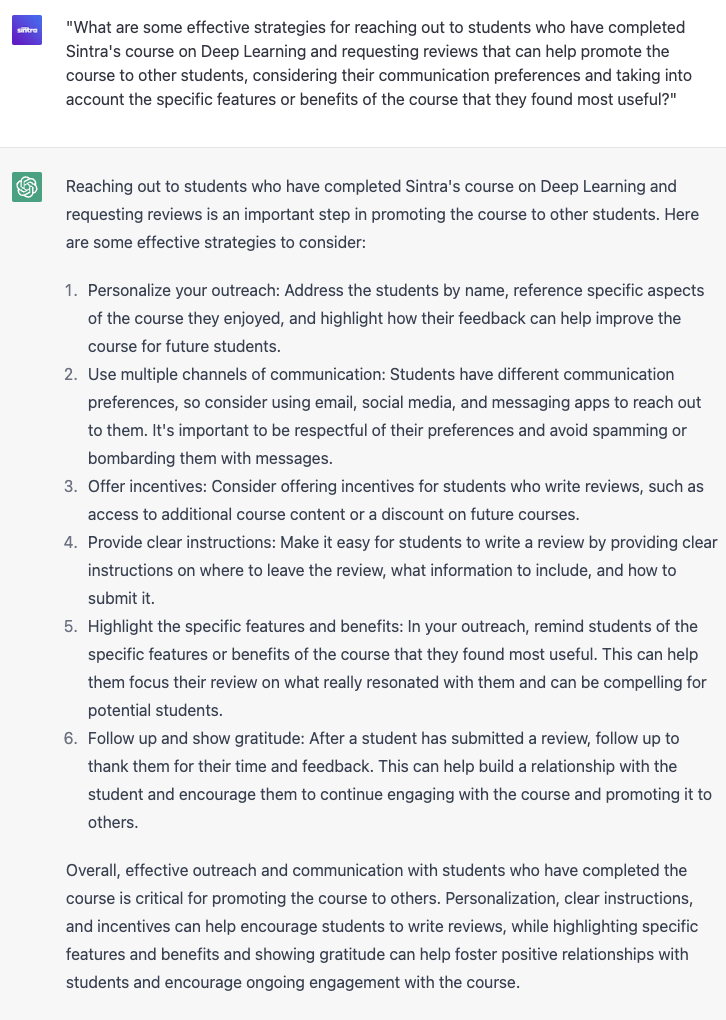 sintra
"What are some effective strategies for reaching out to students who have completed
Sintra's course on Deep Learning and requesting reviews that can help promote the
course to other students, considering their communication preferences and taking into
account the specific features or benefits of the course that they found most useful?"
Reaching out to students who have completed Sintra's course on Deep Learning and
requesting reviews is an important step in promoting the course to other students. Here
are some effective strategies to consider:
1. Personalize your outreach: Address the students by name, reference specific aspects
of the course they enjoyed, and highlight how their feedback can help improve the
course for future students.
2. Use multiple channels of communication: Students have different communication
preferences, so consider using email, social media, and messaging apps to reach out
to them. It's important to be respectful of their preferences and avoid spamming or
bombarding them with messages.
3. Offer incentives: Consider offering incentives for students who write reviews, such as
access to additional course content or a discount on future courses.
4. Provide clear instructions: Make it easy for students to write a review by providing clear
instructions on where to leave the review, what information to include, and how to
submit it.
5. Highlight the specific features and benefits: In your outreach, remind students of the
specific features or benefits of the course that they found most useful. This can help
them focus their review on what really resonated with them and can be compelling for
potential students.
6. Follow up and show gratitude: After a student has submitted a review, follow up to
thank them for their time and feedback. This can help build a relationship with the
student and encourage them to continue engaging with the course and promoting it to
others.
Overall, effective outreach and communication with students who have completed the
course is critical for promoting the course to others. Personalization, clear instructions,
and incentives can help encourage students to write reviews, while highlighting specific
features and benefits and showing gratitude can help foster positive relationships with
students and encourage ongoing engagement with the course.